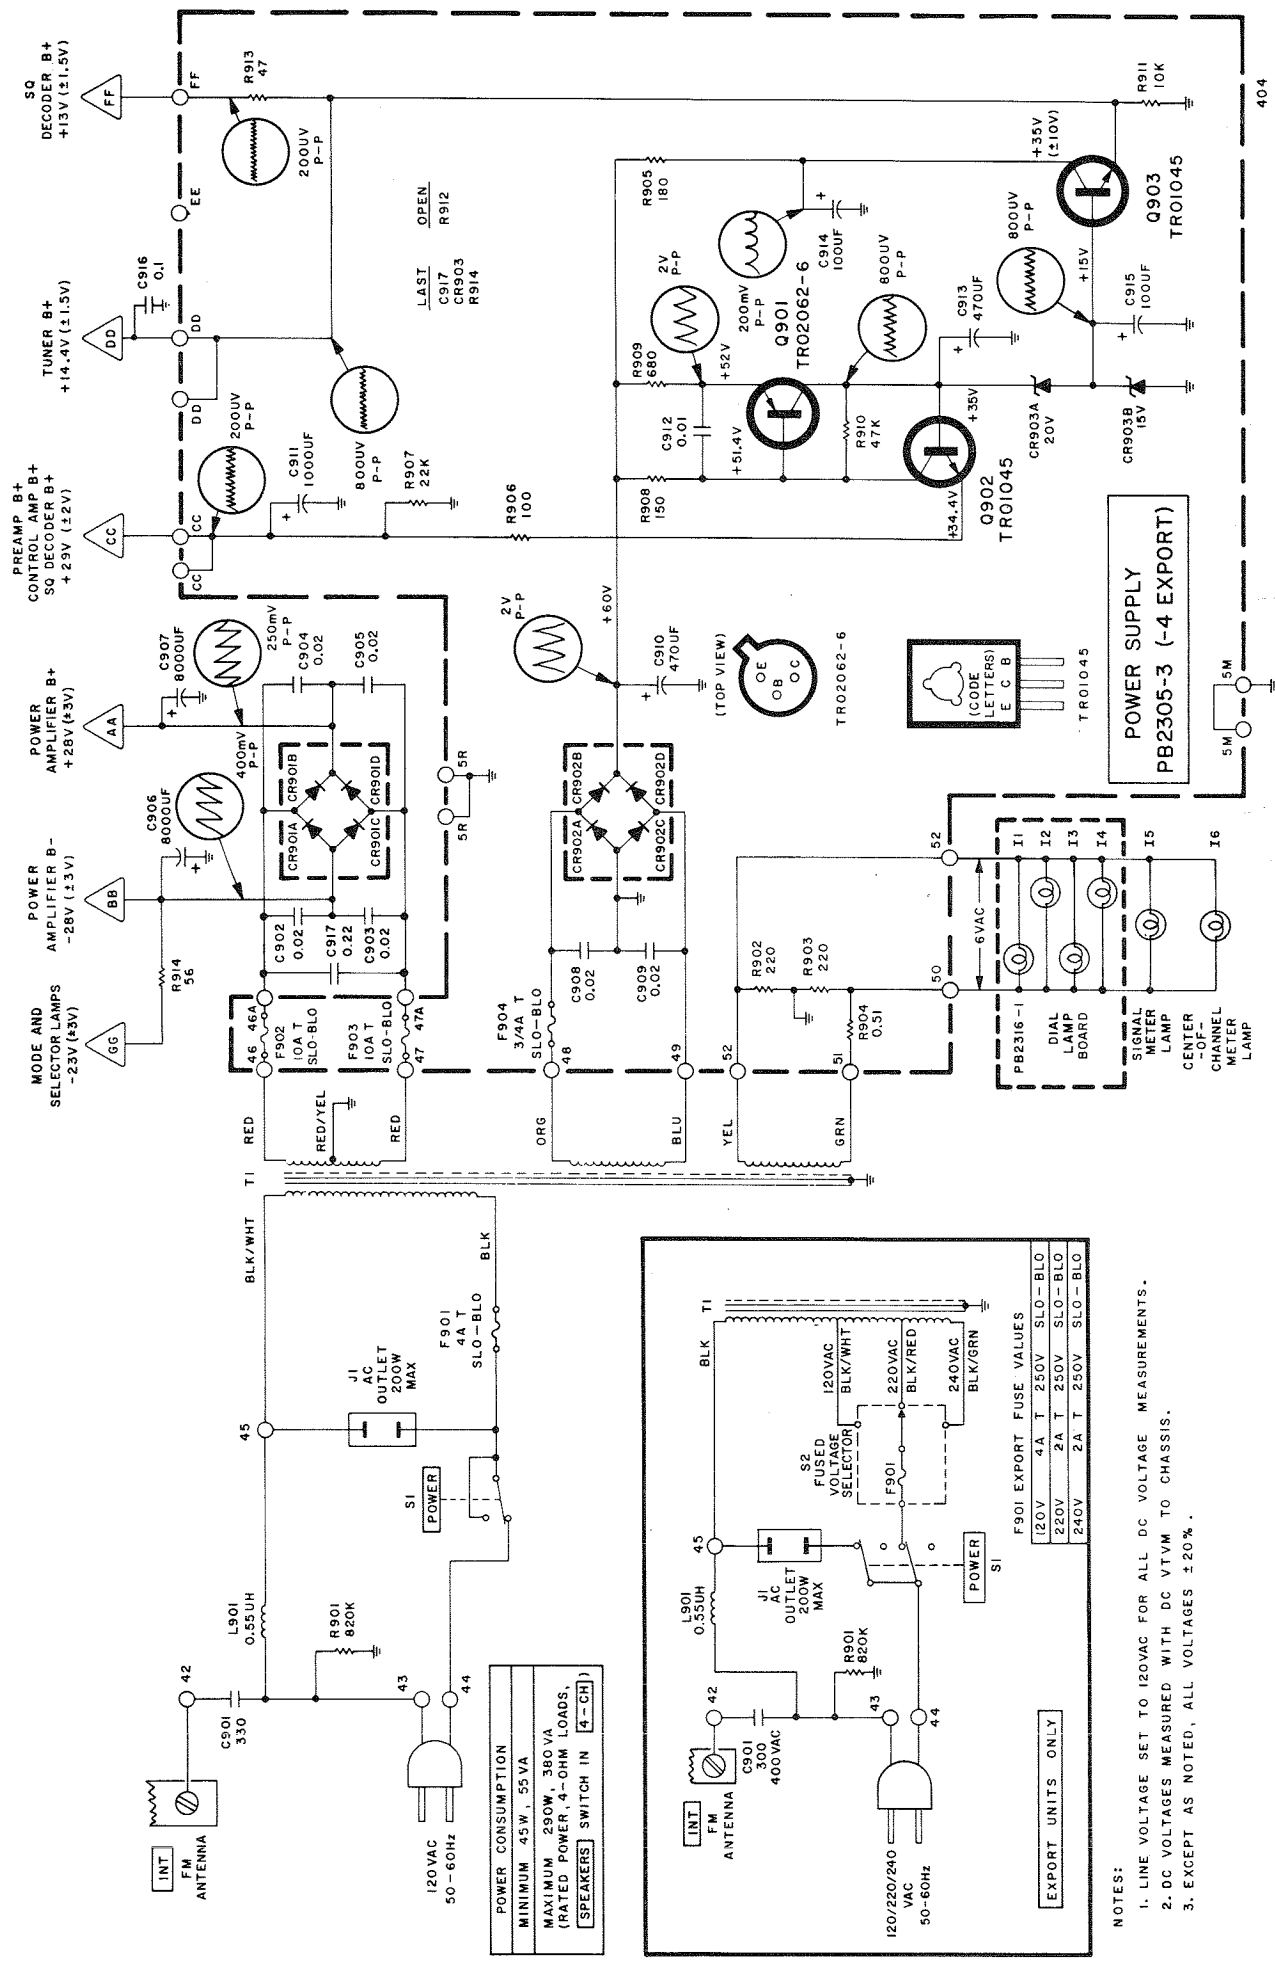 SQ
DECODER B+
+13V (±1.5V)
FF
FF
R913
47
200UV
P-P
EE
TUNER B+
+14.4V (±1.5V)
DD
C916
0.1
DD
DD
800UV
P-P
LAST
C917
CR903
R914
OPEN
R912
R911
10K
404
PREAMP B+
CONTROL AMP B+
SQ DECODER B+
+29V (±2V)
CC
CC
CC
200UV
P-P
C911
1000UF
R907
22K
R906
100
R905
180
+35V
(±10V)
Q903
TR01045
200mV
P-P
C914
100UF
2V
P-P
R909
680
+52V
Q901
TR02062-6
800UV
P-P
C913
470UF
800UV
P-P
+15V
C915
100UF
C912
0.01
+51.4V
R910
47K
+35V
CR903A
20V
CR903B
15V
R908
150
+34.4V
Q902
TR01045
POWER
AMPLIFIER B+
+28V (±3V)
AA
C907
8000UF
250mV
P-P
C904
0.02
C905
0.02
POWER
AMPLIFIER B-
-28V (±3V)
BB
C906
8000UF
400mV
P-P
CR901B
CR901D
CR901A
CR901C
5R
5R
C902
0.02
C917
0.22
C903
0.02
MODE AND
SELECTOR LAMPS
-23V (±3V)
GG
R914
56
46A
46
F902
10A T
SLO-BLO
F903
10A T
SLO-BLO
47A
47
2V
P-P
+60V
C910
470UF
CR902B
CR902D
CR902A
CR902C
C908
0.02
C909
0.02
F904
3/4A T
SLO-BLO
48
49
(TOP VIEW)
E
B
C
TR02062-6
(CODE
LETTERS)
E C B
TR01045
POWER SUPPLY
PB2305-3 (-4 EXPORT)
5M
5M
R902
220
R903
220
R904
0.51
52
51
52
50
6VAC
I1
I2
I3
I4
I5
I6
PB2316-1
DIAL
LAMP
BOARD
SIGNAL
METER
LAMP
CENTER
-OF-
CHANNEL
METER
LAMP
RED
RED/YEL
RED
ORG
BLU
YEL
GRN
T1
BLK/WHT
BLK
F901
4A T
SLO-BLO
J1
AC
OUTLET
200W
MAX
45
S1
POWER
L901
0.55UH
R901
820K
42
C901
330
43
44
INT
FM
ANTENNA
120VAC
50-60Hz
POWER CONSUMPTION
MINIMUM 45W, 55VA
MAXIMUM 290W, 380VA
(RATED POWER, 4-OHM LOADS,
SPEAKERS SWITCH IN 4-CH)
T1
BLK
120VAC
BLK/WHT
220VAC
BLK/RED
240VAC
BLK/GRN
S2
FUSED
VOLTAGE
SELECTOR
F901
F901 EXPORT FUSE VALUES
120V 4A T 250V SLO-BLO
220V 2A T 250V SLO-BLO
240V 2A T 250V SLO-BLO
45
J1
AC
OUTLET
200W
MAX
POWER
S1
L901
0.55UH
R901
820K
42
C901
300
400VAC
43
44
INT
FM
ANTENNA
120/220/240
VAC
50-60Hz
EXPORT UNITS ONLY
NOTES:
1. LINE VOLTAGE SET TO 120VAC FOR ALL DC VOLTAGE MEASUREMENTS.
2. DC VOLTAGES MEASURED WITH DC VTVM TO CHASSIS.
3. EXCEPT AS NOTED, ALL VOLTAGES ±20%.